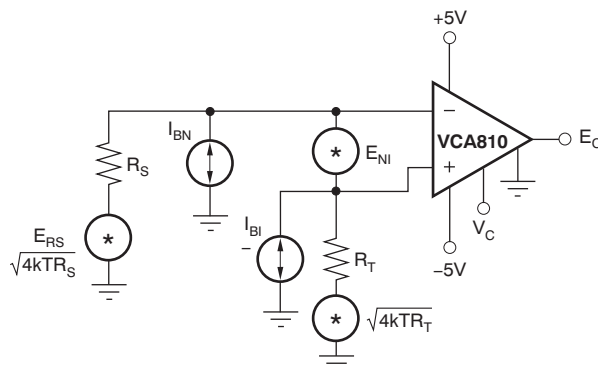 +5V
I_BN
R_S
E_NI
−
VCA810
+
E_O
I_BI
−
V_C
E_RS
√4kTR_S
R_T
−5V
*
*
*
√4kTR_T